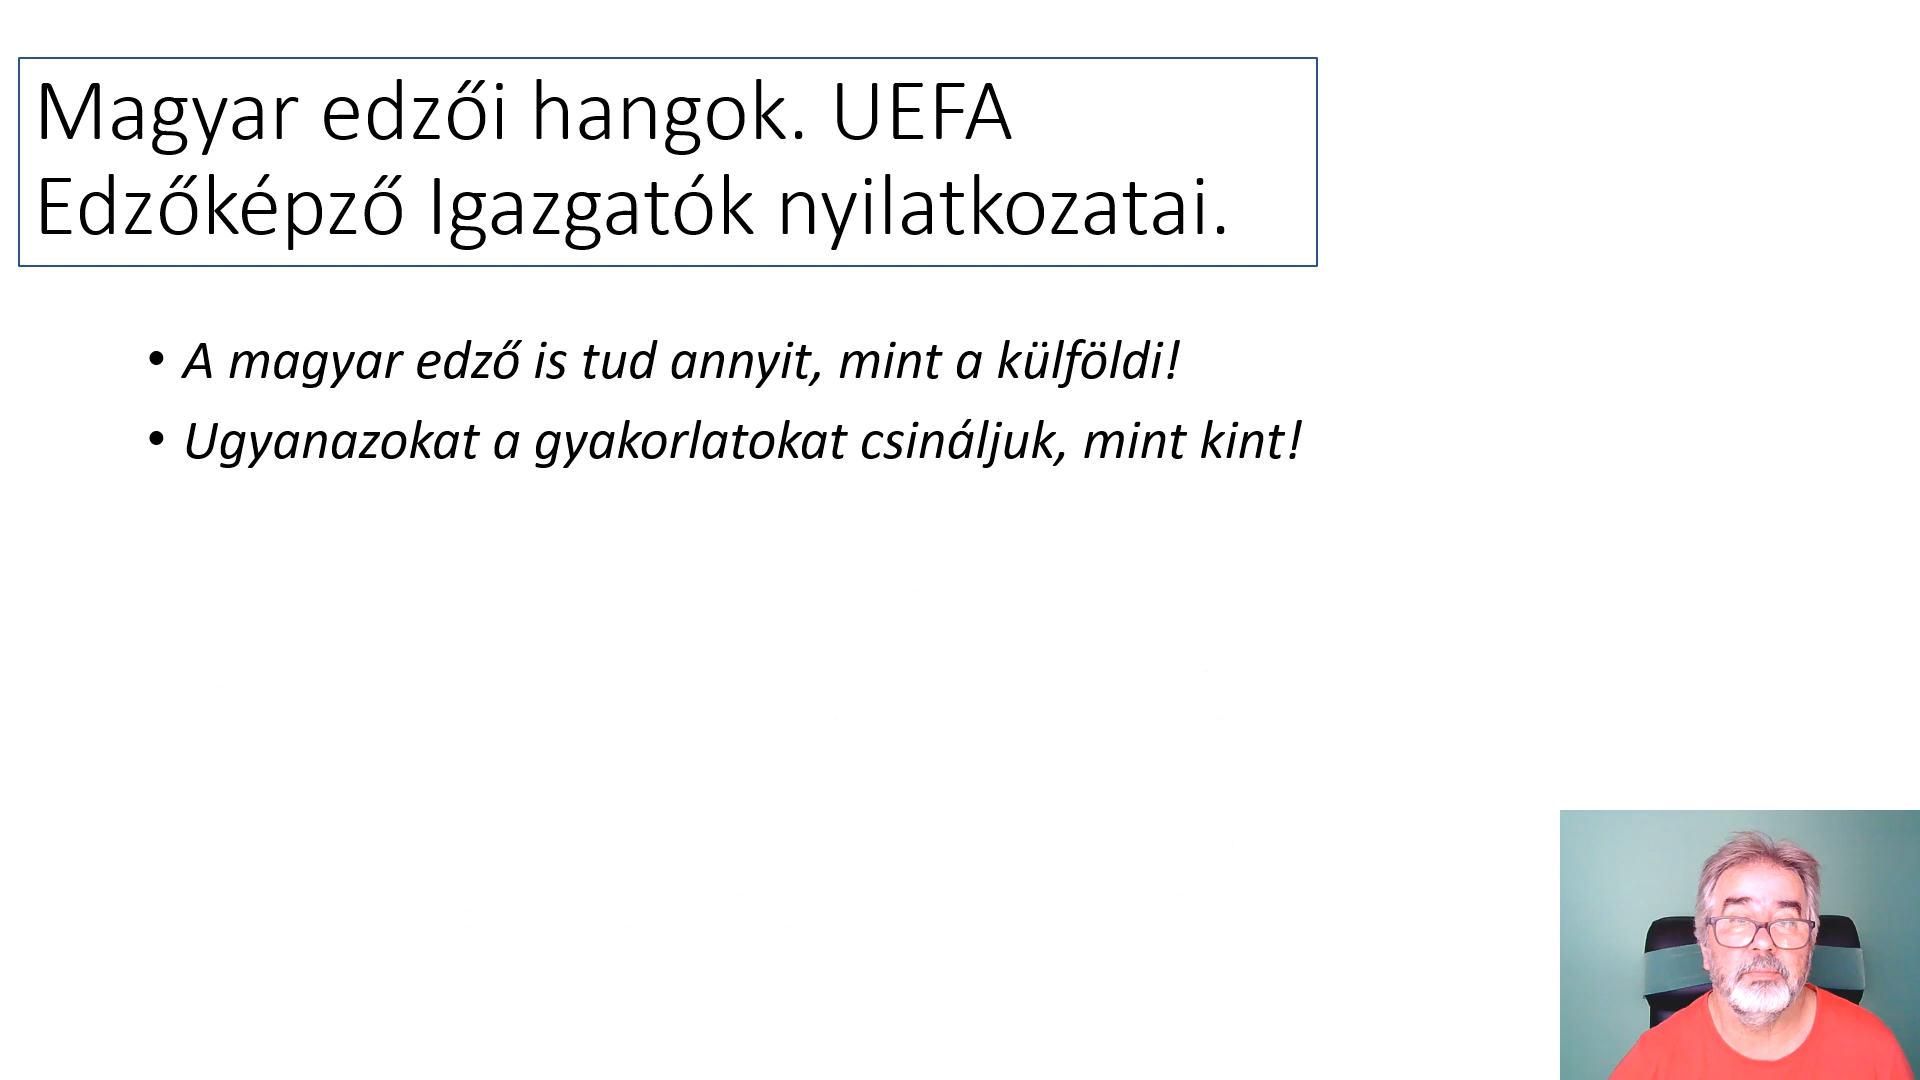 Magyar edzői hangok. UEFA
Edzőképző Igazgatók nyilatkozatai.
• A magyar edző is tud annyit, mint a külföldi!
• Ugyanazokat a gyakorlatokat csináljuk, mint kint!